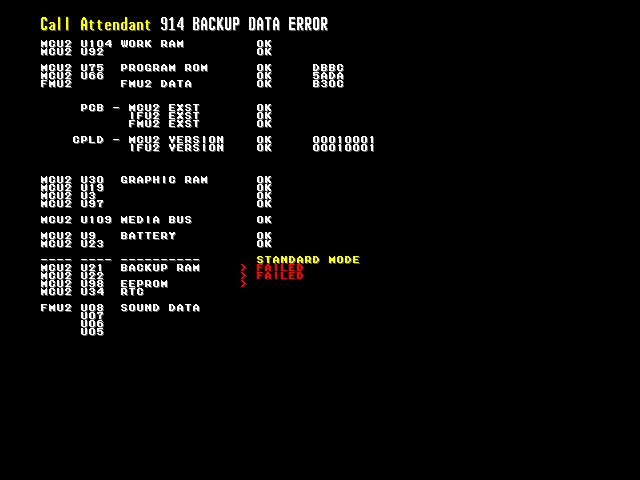 Call Attendant 914 BACKUP DATA ERROR
MCU2 U104 WORK RAM OK
MCU2 U92 OK
MCU2 U75 PROGRAM ROM OK DBBC
MCU2 U66 OK 5ADA
FMU2 FMU2 DATA OK B30C
PCB - MCU2 EXST OK
IFU2 EXST OK
FMU2 EXST OK
CPLD - MCU2 VERSION OK 00010001
IFU2 VERSION OK 00010001
MCU2 U30 GRAPHIC RAM OK
MCU2 U19 OK
MCU2 U3 OK
MCU2 U97 OK
MCU2 U109 MEDIA BUS OK
MCU2 U9 BATTERY OK
MCU2 U23 OK
---- ---- ---------- STANDARD MODE
MCU2 U21 BACKUP RAM > FAILED
MCU2 U22 > FAILED
MCU2 U98 EEPROM >
MCU2 U34 RTC
FMU2 U08 SOUND DATA
U07
U06
U05